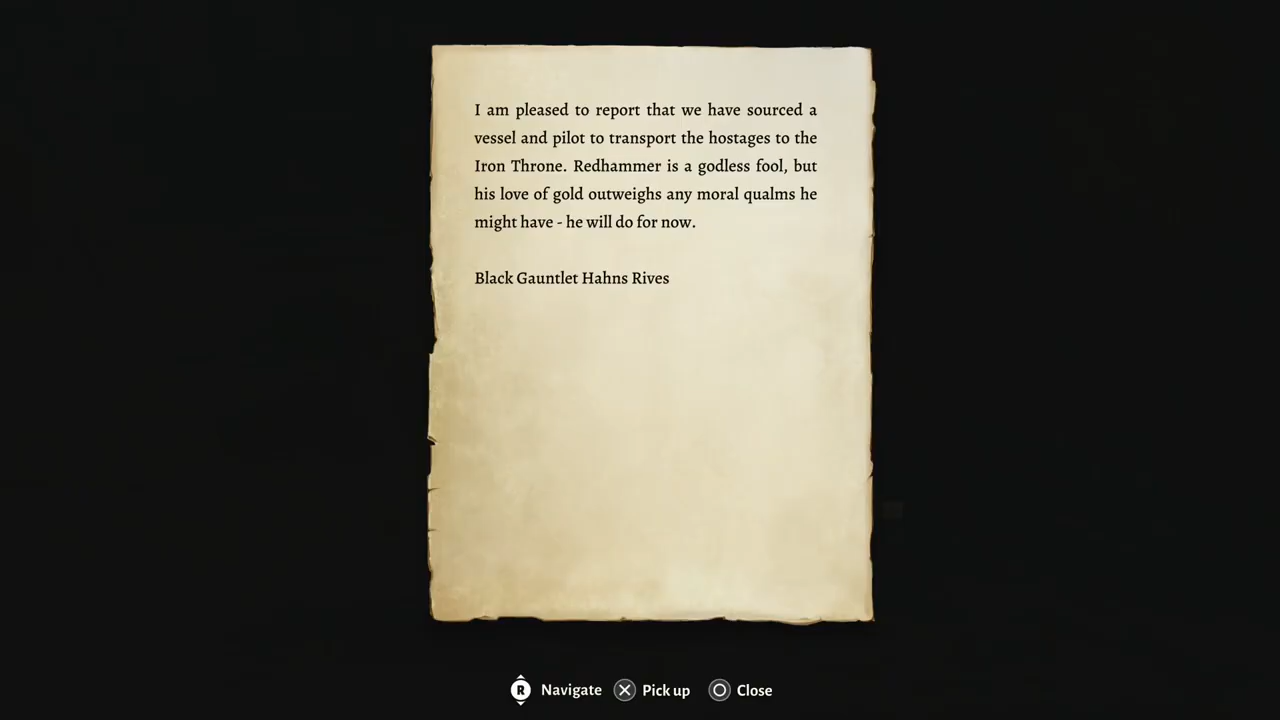 I am pleased to report that we have sourced a
vessel and pilot to transport the hostages to the
Iron Throne. Redhammer is a godless fool, but
his love of gold outweighs any moral qualms he
might have - he will do for now.
Black Gauntlet Hahns Rives
R Navigate Pick up Close